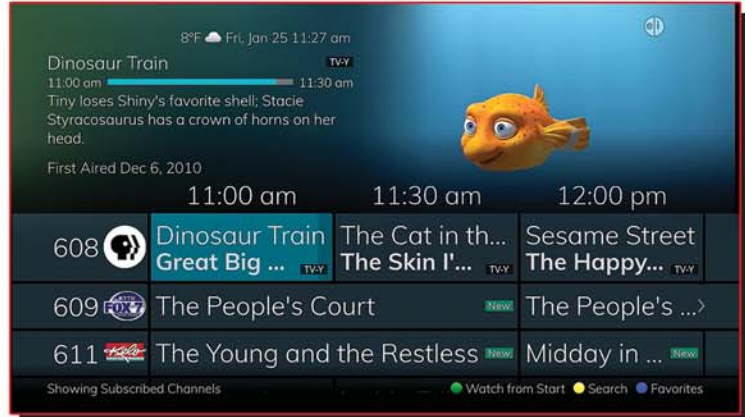 8°F Fri, Jan 25 11:27 am
Dinosaur Train TV-Y
11:00 am 11:30 am
Tiny loses Shiny's favorite shell; Stacie
Styracosaurus has a crown of horns on her
head.
First Aired Dec 6, 2010
11:00 am 11:30 am 12:00 pm
608 Dinosaur Train The Cat in th... Sesame Street
Great Big ... TV-Y The Skin I'... TV-Y The Happy... TV-Y
609 FOX 7 The People's Court New The People's ...
611 Kelo The Young and the Restless New Midday in ... New
Showing Subscribed Channels Watch from Start Search Favorites